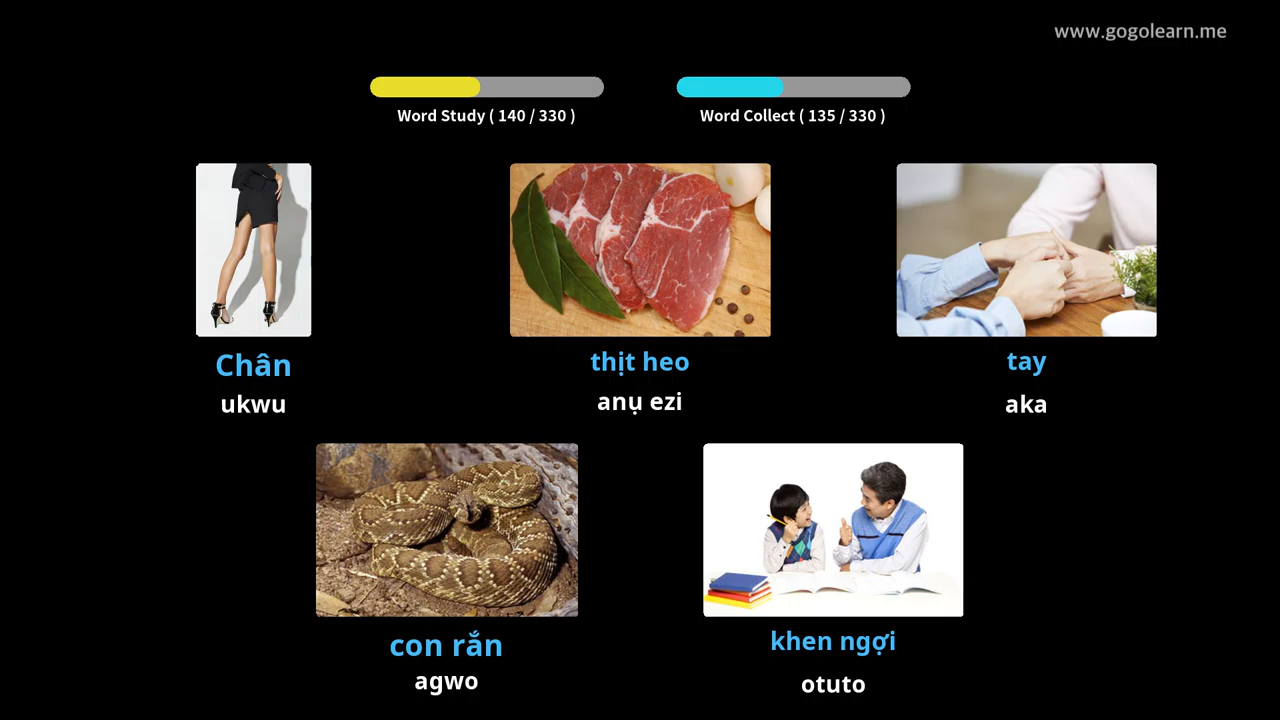 www.gogolearn.me
Word Study ( 140 / 330 )
Word Collect ( 135 / 330 )
Chân
ukwu
thịt heo
anụ ezi
tay
aka
con rắn
agwo
khen ngợi
otuto